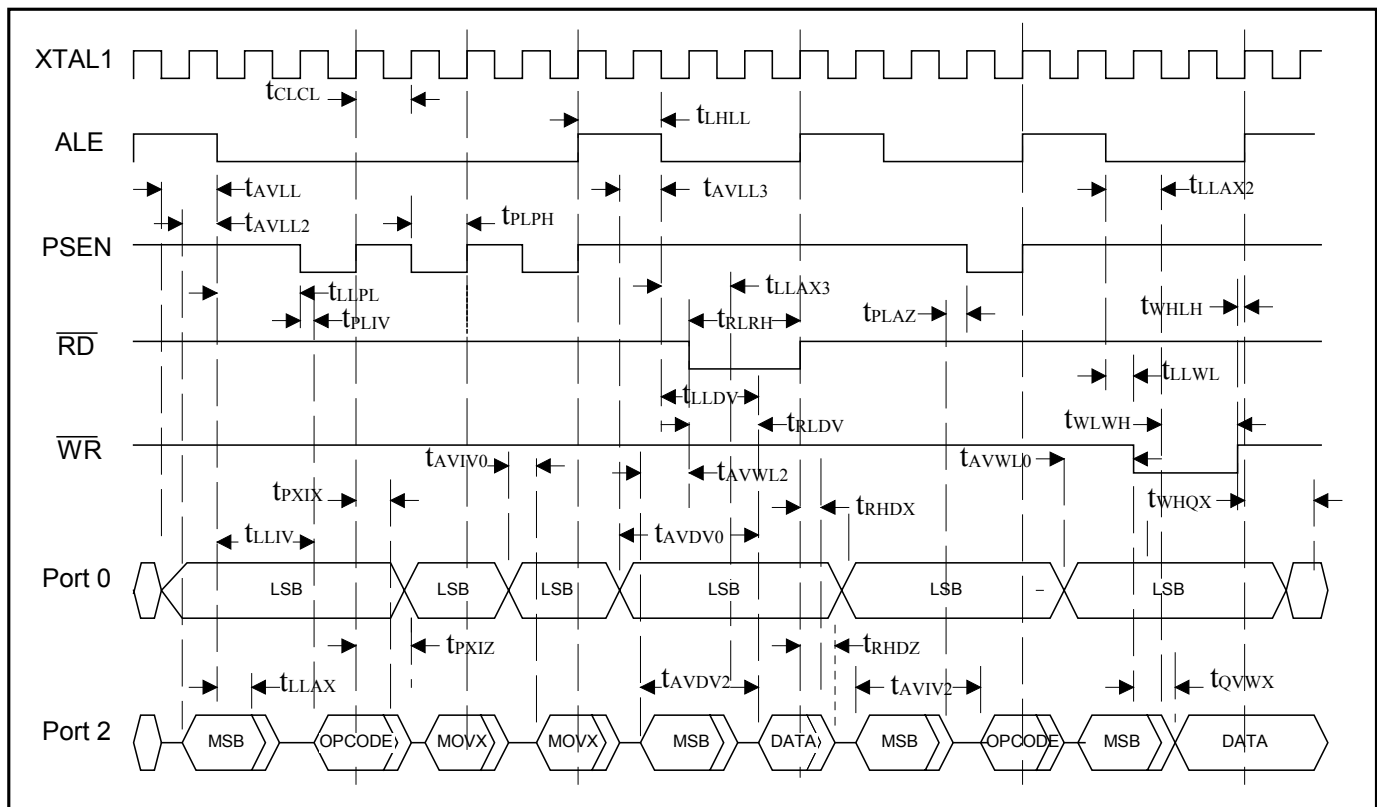 XTAL1
tCLCL
tLHLL
ALE
tAVLL tAVLL3 tLLAX2
tAVLL2 tPLPH
PSEN
tLLPL tLLAX3
tPLIV tRLRH tPLAZ tWHLH
RD
tLLDV tLLWL
tRLDV tWLWH
WR
tAVIV0 tAVWL2 tAVWL0
tPXIX tRHDX tWHQX
tLLIV tAVDV0
Port 0 LSB LSB LSB LSB LSB LSB
tPXIZ tRHDZ
tLLAX tAVDV2 tAVIV2 tQVWX
Port 2 MSB OPCODE MOVX MOVX MSB DATA MSB OPCODE MSB DATA